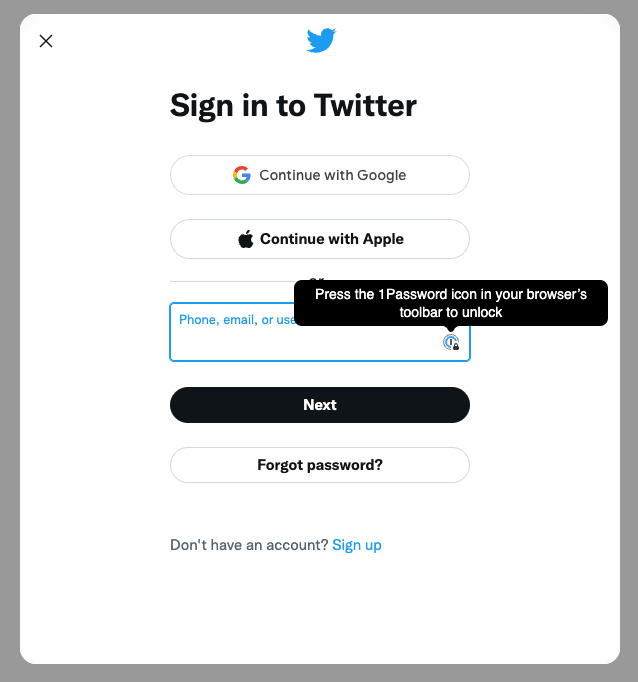 Sign in to Twitter
Continue with Google
Continue with Apple
Press the 1Password icon in your browser’s
toolbar to unlock
Phone, email, or
Next
Forgot password?
Don't have an account? Sign up